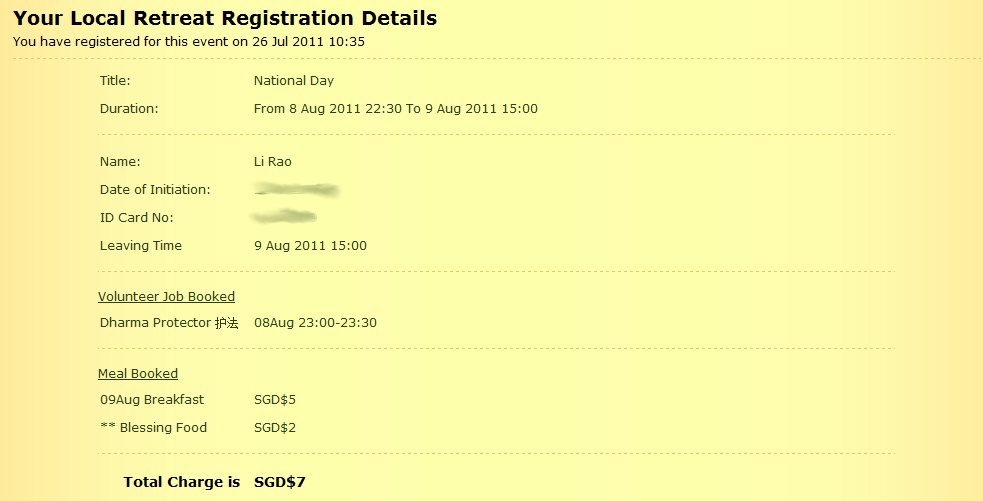 Your Local Retreat Registration Details
You have registered for this event on 26 Jul 2011 10:35
Title: National Day
Duration: From 8 Aug 2011 22:30 To 9 Aug 2011 15:00
Name: Li Rao
Date of Initiation:
ID Card No:
Leaving Time 9 Aug 2011 15:00
Volunteer Job Booked
Dharma Protector 护法 08Aug 23:00-23:30
Meal Booked
09Aug Breakfast SGD$5
** Blessing Food SGD$2
Total Charge is SGD$7